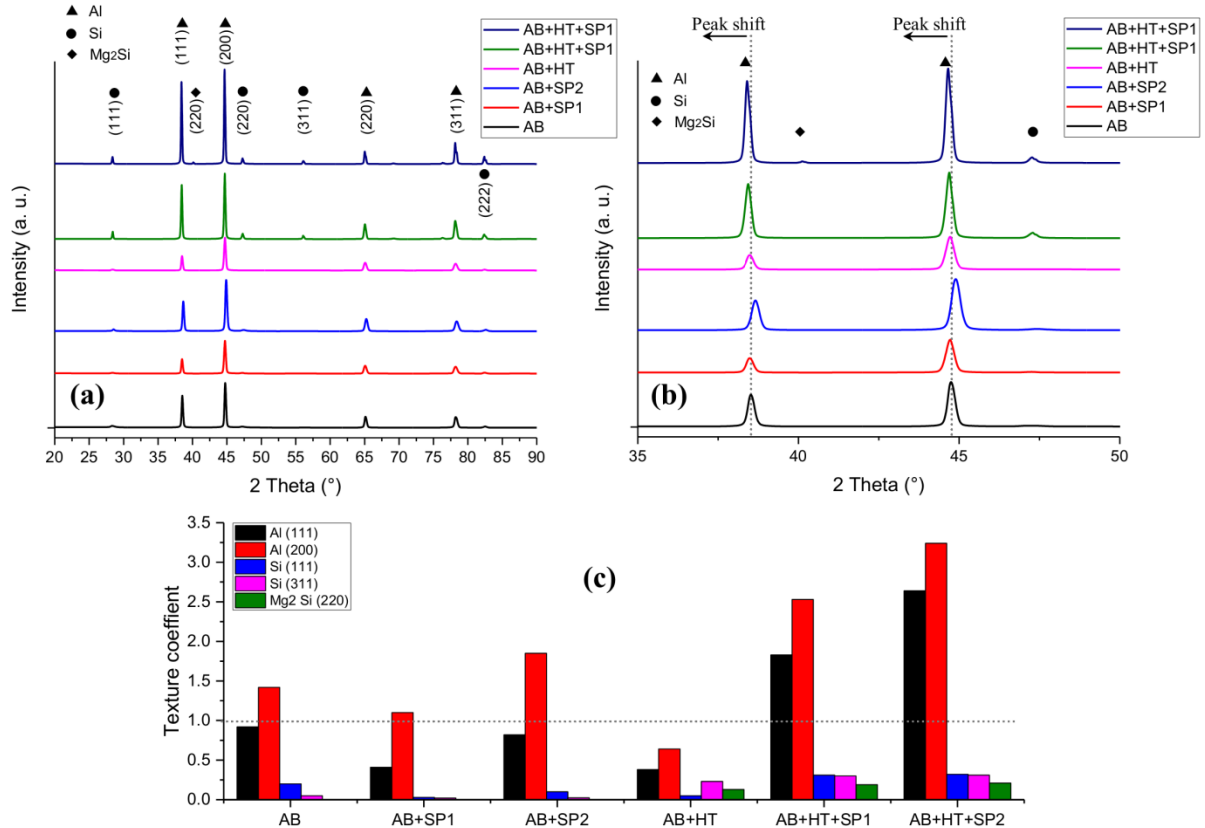 Al
Si
Mg2Si
(111)
(111)
(220)
(200)
(220)
(311)
(220)
(311)
(222)
AB+HT+SP1
AB+HT+SP1
AB+HT
AB+SP2
AB+SP1
AB
Intensity (a. u.)
(a)
20 25 30 35 40 45 50 55 60 65 70 75 80 85 90
2 Theta (°)
Peak shift
Peak shift
Al
Si
Mg2Si
AB+HT+SP1
AB+HT+SP1
AB+HT
AB+SP2
AB+SP1
AB
Intensity (a. u.)
(b)
35 40 45 50
2 Theta (°)
Al (111)
Al (200)
Si (111)
Si (311)
Mg2 Si (220)
(c)
Texture coeffient
3.5
3.0
2.5
2.0
1.5
1.0
0.5
0.0
AB AB+SP1 AB+SP2 AB+HT AB+HT+SP1 AB+HT+SP2